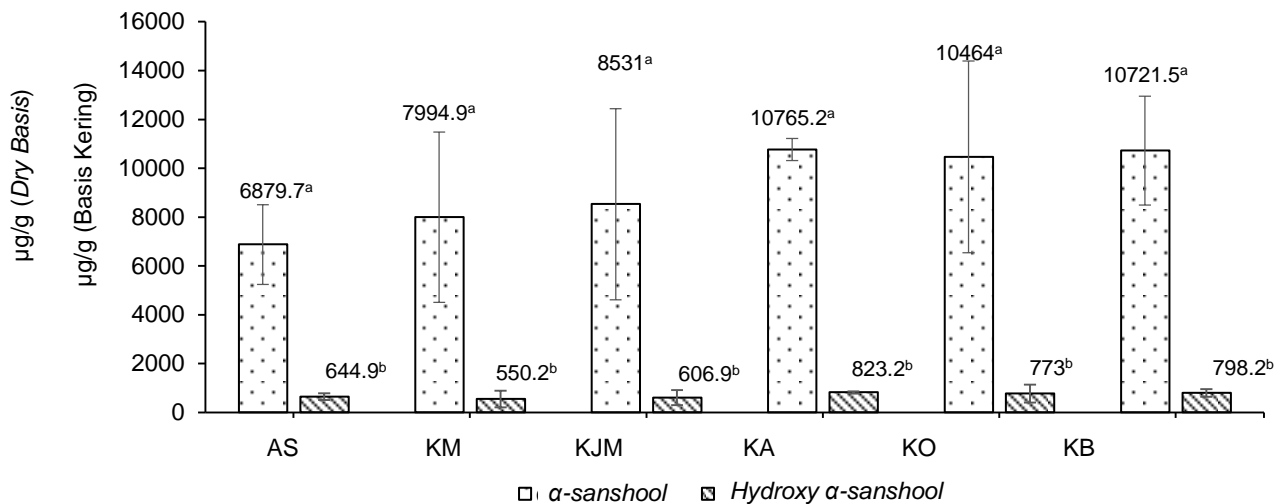 16000
14000
12000
10000
8000
6000
4000
2000
0
µg/g (Dry Basis)
µg/g (Basis Kering)
6879.7ᵃ
644.9ᵇ
7994.9ᵃ
550.2ᵇ
8531ᵃ
606.9ᵇ
10765.2ᵃ
823.2ᵇ
10464ᵃ
773ᵇ
10721.5ᵃ
798.2ᵇ
AS KM KJM KA KO KB
α-sanshool Hydroxy α-sanshool